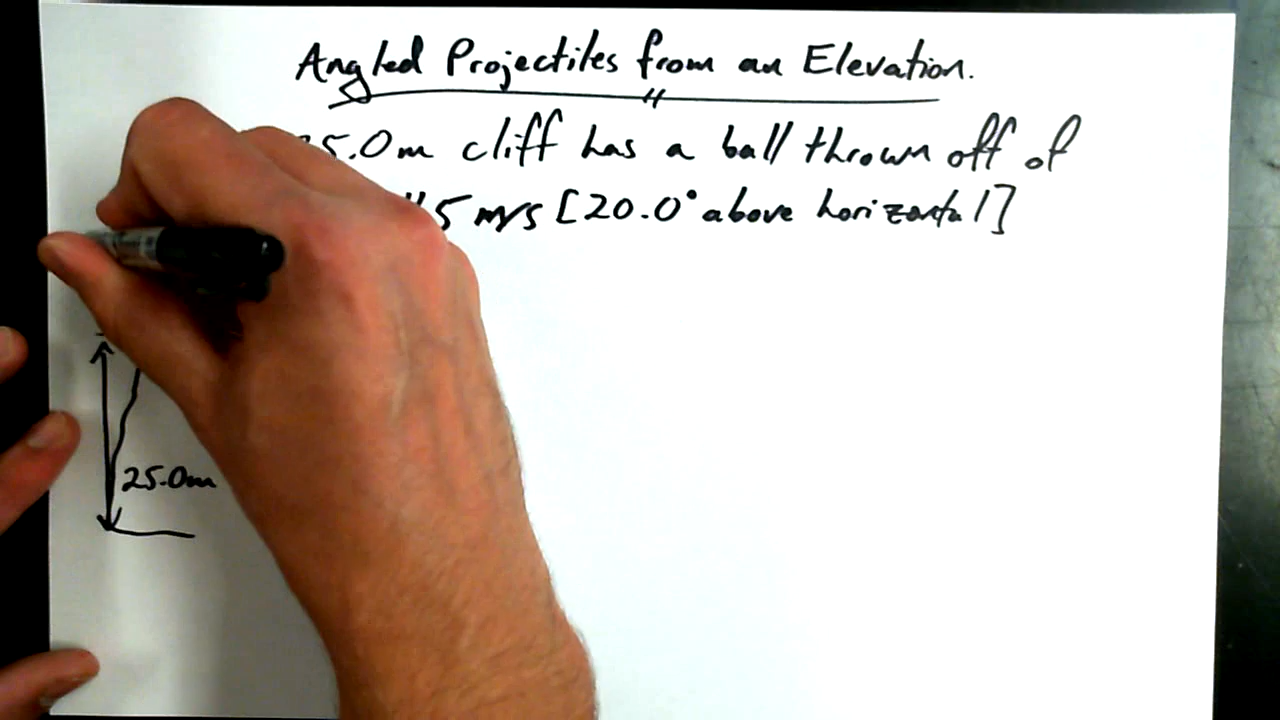 Angled Projectiles from an Elevation.
5.0m cliff has a ball thrown off of
5 m/s [20.0° above horizontal]
25.0m